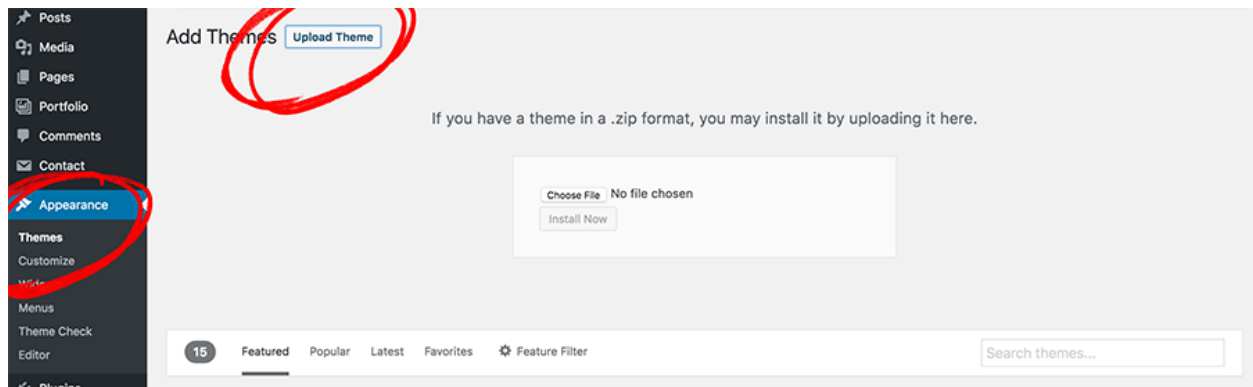 Posts
Media
Pages
Portfolio
Comments
Contact
Appearance
Themes
Customize
Menus
Theme Check
Editor
Plugins
Add Themes Upload Theme
If you have a theme in a .zip format, you may install it by uploading it here.
Choose File No file chosen
Install Now
15 Featured Popular Latest Favorites Feature Filter Search themes...